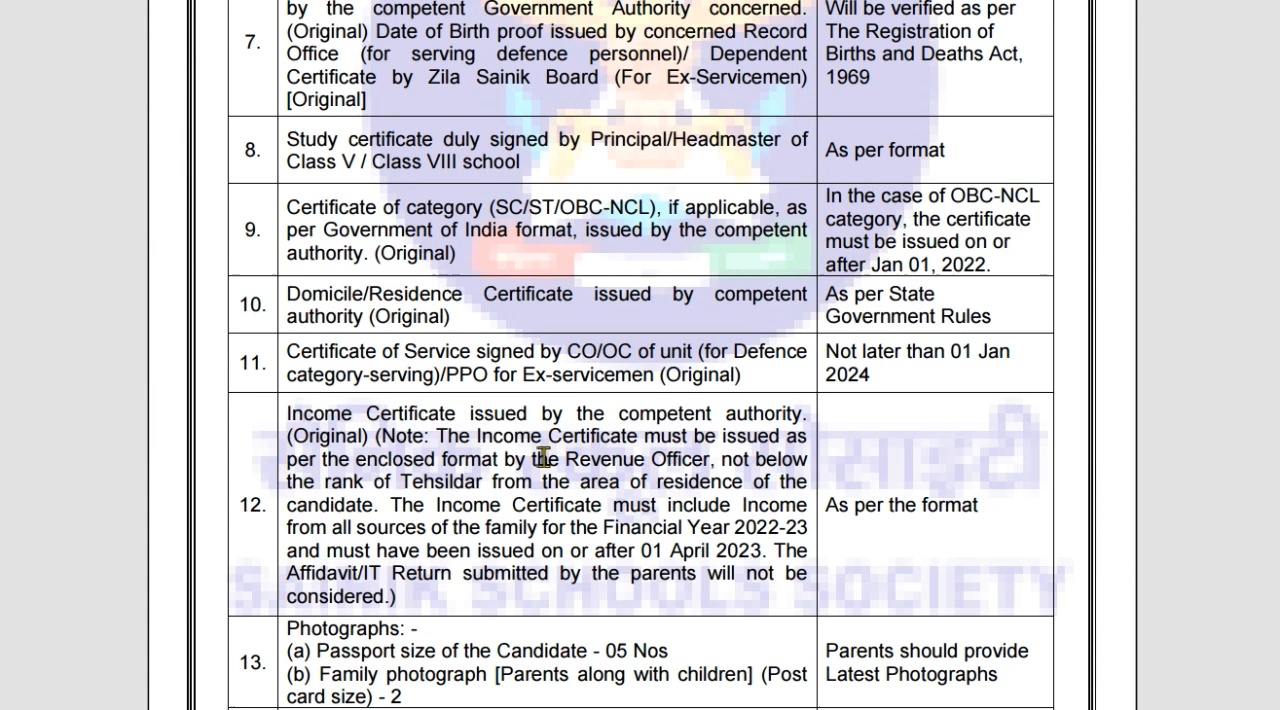 by the competent Government Authority concerned.
(Original) Date of Birth proof issued by concerned Record
Office (for serving defence personnel)/ Dependent
Certificate by Zila Sainik Board (For Ex-Servicemen)
[Original]
7.
Will be verified as per
The Registration of
Births and Deaths Act,
1969
8.
Study certificate duly signed by Principal/Headmaster of
Class V / Class VIII school
As per format
9.
Certificate of category (SC/ST/OBC-NCL), if applicable, as
per Government of India format, issued by the competent
authority. (Original)
In the case of OBC-NCL
category, the certificate
must be issued on or
after Jan 01, 2022.
10.
Domicile/Residence Certificate issued by competent
authority (Original)
As per State
Government Rules
11.
Certificate of Service signed by CO/OC of unit (for Defence
category-serving)/PPO for Ex-servicemen (Original)
Not later than 01 Jan
2024
12.
Income Certificate issued by the competent authority.
(Original) (Note: The Income Certificate must be issued as
per the enclosed format by the Revenue Officer, not below
the rank of Tehsildar from the area of residence of the
candidate. The Income Certificate must include Income
from all sources of the family for the Financial Year 2022-23
and must have been issued on or after 01 April 2023. The
Affidavit/IT Return submitted by the parents will not be
considered.)
As per the format
13.
Photographs: -
(a) Passport size of the Candidate - 05 Nos
(b) Family photograph [Parents along with children] (Post
card size) - 2
Parents should provide
Latest Photographs
सैनिक स्कूल सोसाइटी
SAINIK SCHOOLS SOCIETY